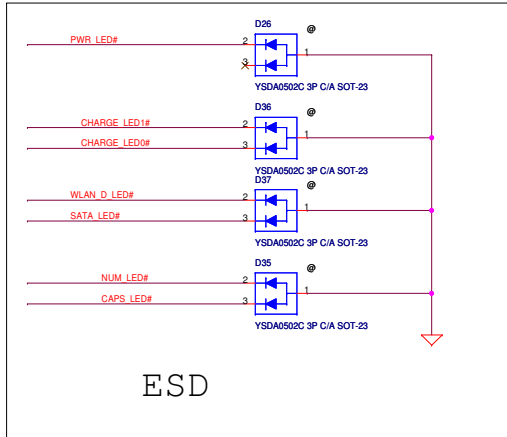 D26
@
PWR_LED#
2
1
3
YSDA0502C 3P C/A SOT-23
D36
@
CHARGE_LED1#
2
1
CHARGE_LED0#
3
YSDA0502C 3P C/A SOT-23
D37
@
WLAN_D_LED#
2
1
SATA_LED#
3
YSDA0502C 3P C/A SOT-23
D35
@
NUM_LED#
2
1
CAPS_LED#
3
YSDA0502C 3P C/A SOT-23
ESD